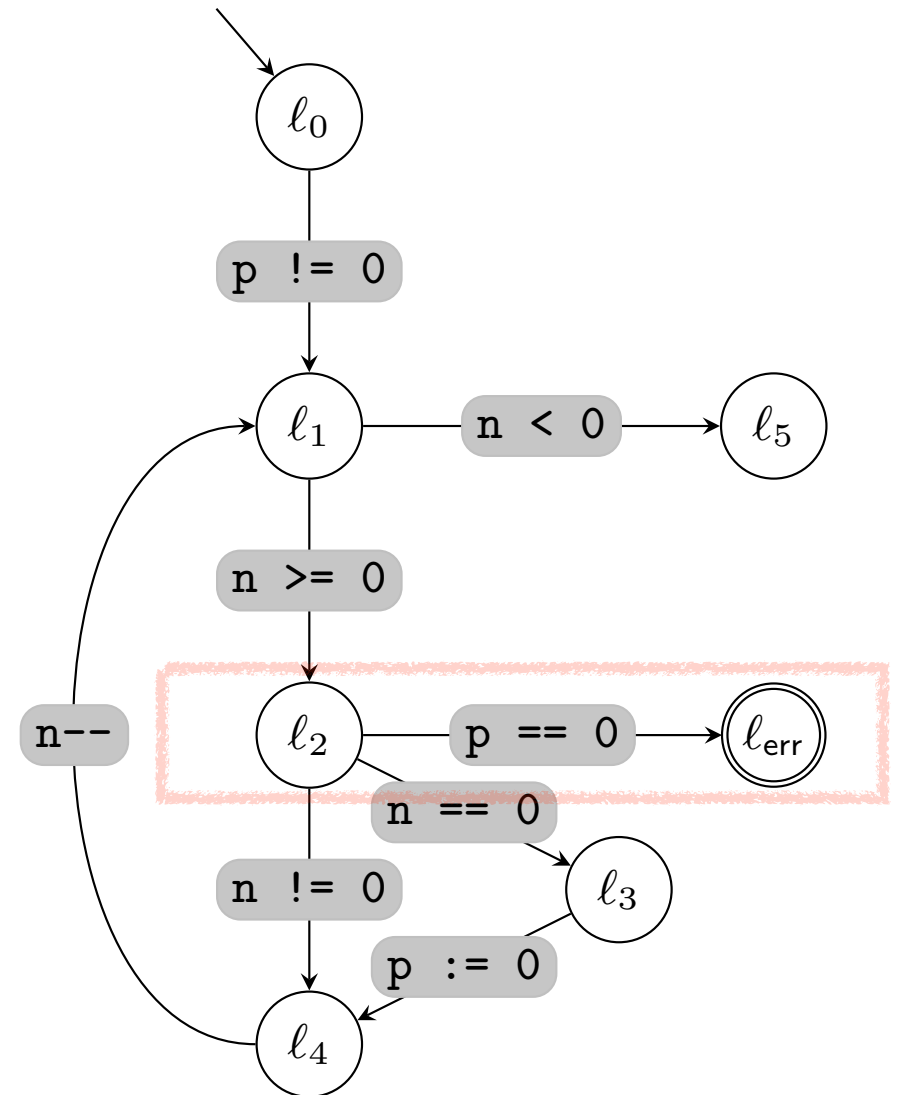 ℓ₀
p != 0
ℓ₁ n < 0 ℓ₅
n >= 0
n-- ℓ₂ p == 0 ℓerr
n == 0
n != 0 ℓ₃
p := 0
ℓ₄